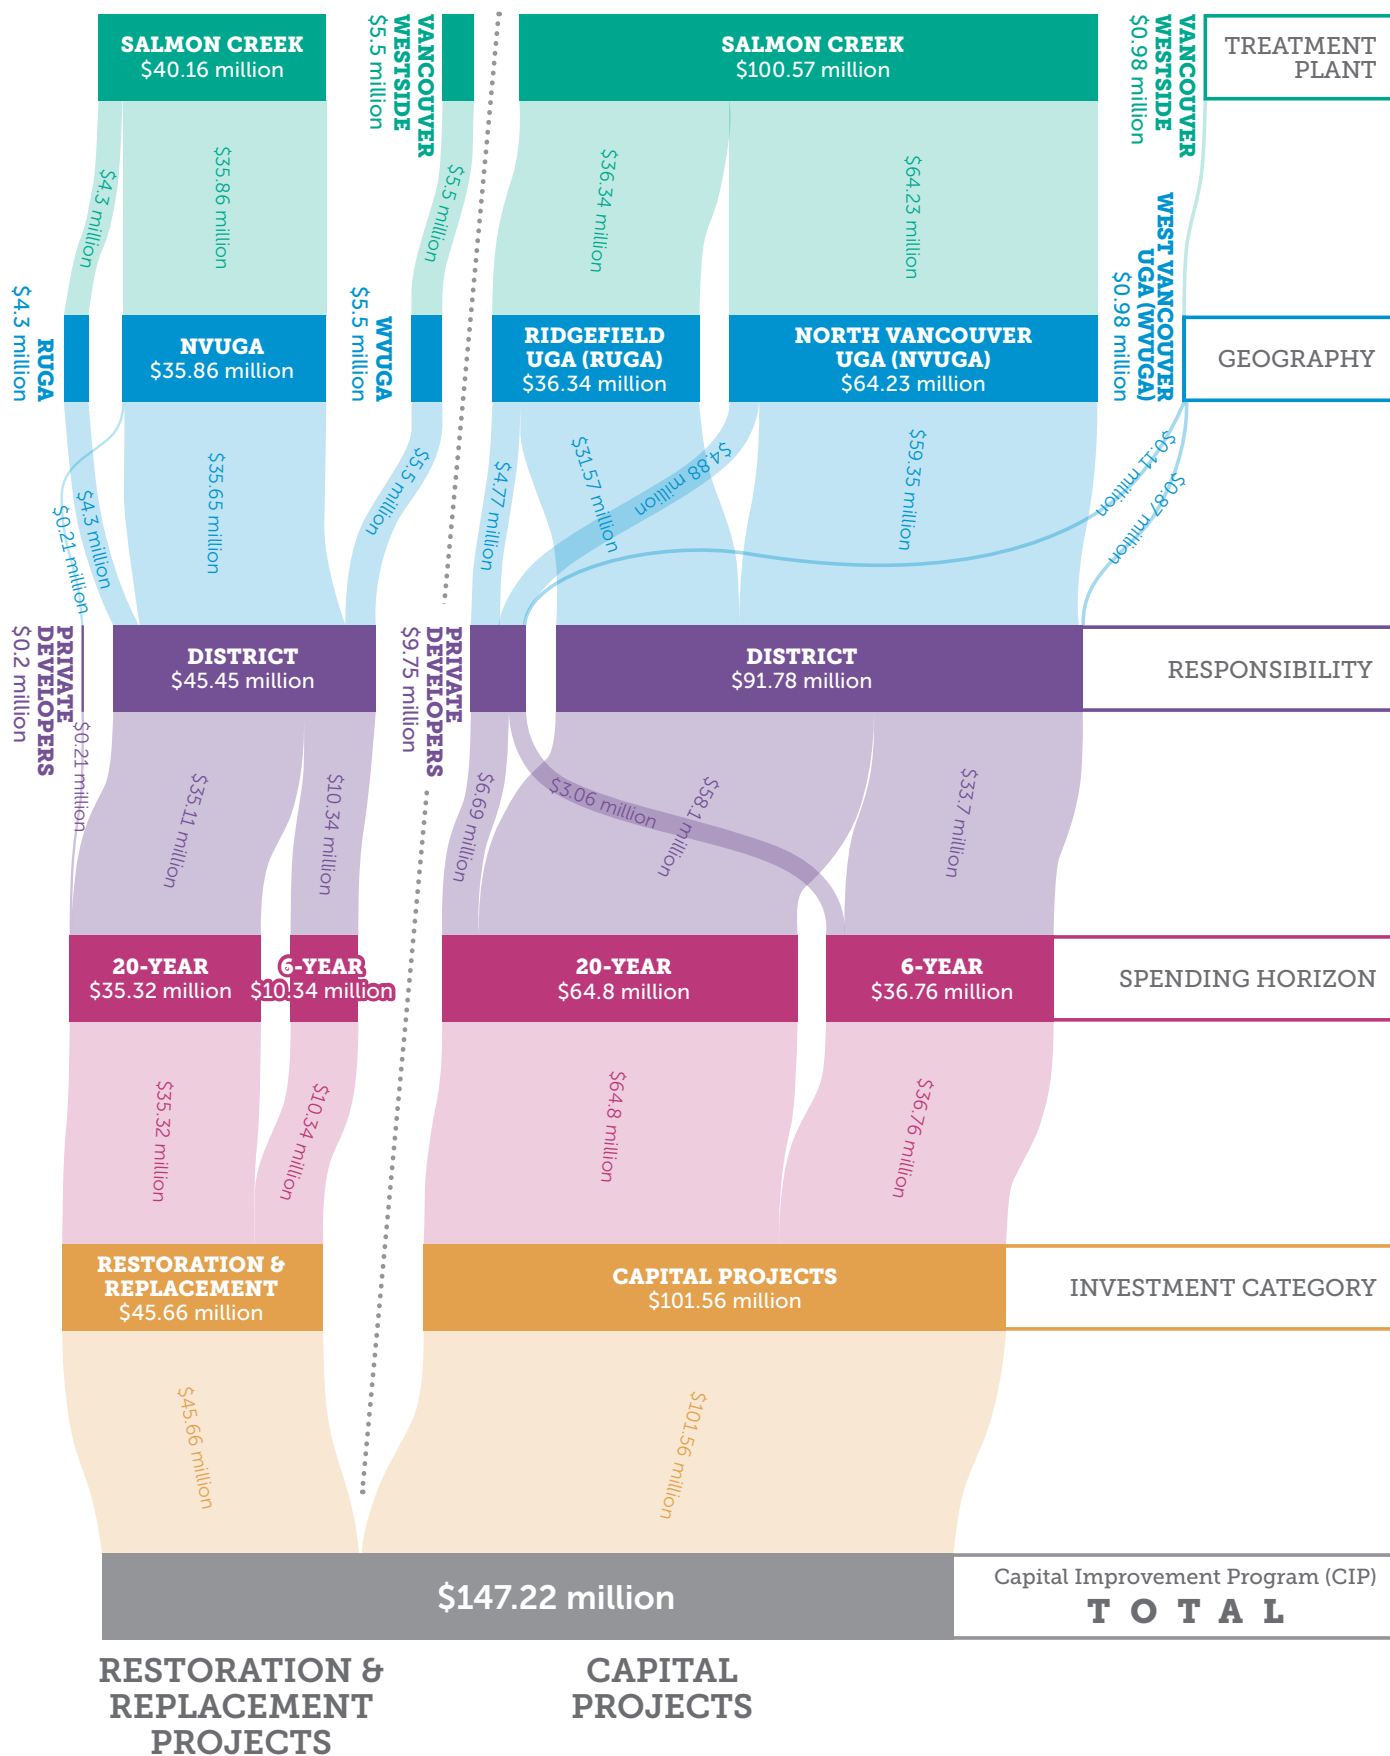 SALMON CREEK
$40.16 million
VANCOUVER
WESTSIDE
$5.5 million
SALMON CREEK
$100.57 million
VANCOUVER
WESTSIDE
$0.98 million
TREATMENT
PLANT
$4.3 million
$35.86 million
$5.5 million
$36.34 million
$64.23 million
RUGA
$4.3 million
NVUGA
$35.86 million
WVUGA
$5.5 million
RIDGEFIELD
UGA (RUGA)
$36.34 million
NORTH VANCOUVER
UGA (NVUGA)
$64.23 million
WEST VANCOUVER
UGA (WVUGA)
$0.98 million
GEOGRAPHY
$0.21 million
$4.3 million
$35.65 million
$5.5 million
$4.77 million
$31.57 million
$4.88 million
$59.35 million
$0.11 million
$0.87 million
PRIVATE
DEVELOPERS
$0.2 million
DISTRICT
$45.45 million
PRIVATE
DEVELOPERS
$9.75 million
DISTRICT
$91.78 million
RESPONSIBILITY
$0.21 million
$35.11 million
$10.34 million
$6.69 million
$3.06 million
$58.1 million
$33.7 million
20-YEAR
$35.32 million
6-YEAR
$10.34 million
20-YEAR
$64.8 million
6-YEAR
$36.76 million
SPENDING HORIZON
$35.32 million
$10.34 million
$64.8 million
$36.76 million
RESTORATION &
REPLACEMENT
$45.66 million
CAPITAL PROJECTS
$101.56 million
INVESTMENT CATEGORY
$45.66 million
$101.56 million
$147.22 million
Capital Improvement Program (CIP)
TOTAL
RESTORATION &
REPLACEMENT
PROJECTS
CAPITAL
PROJECTS